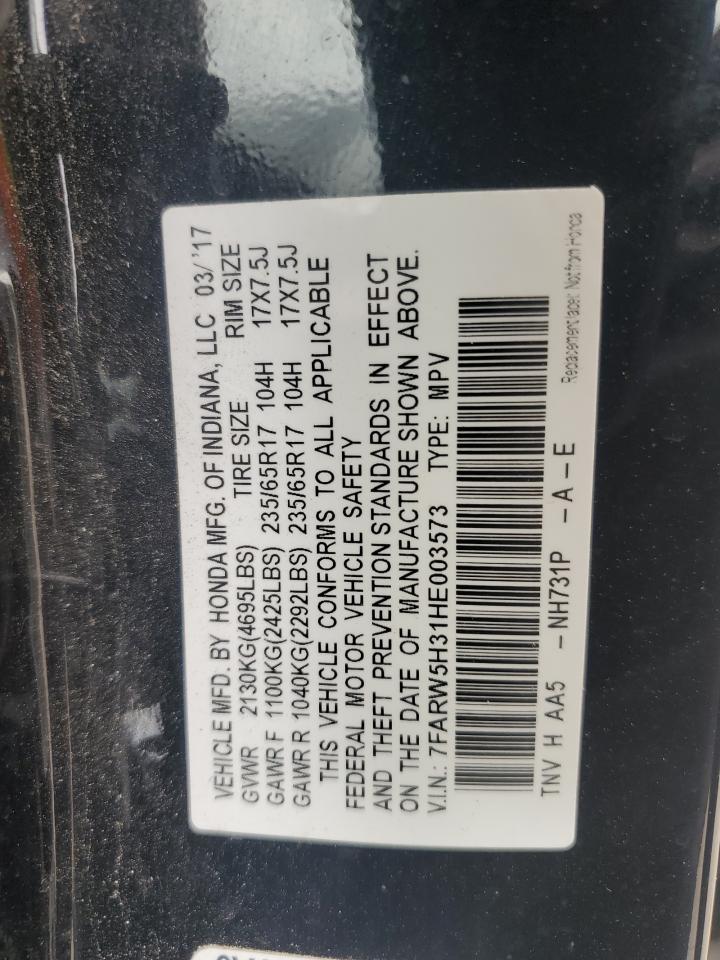 VEHICLE MFD. BY HONDA MFG. OF INDIANA, LLC 03/'17
GVWR 2130KG(4695LBS) TIRE SIZE RIM SIZE
GAWR F 1100KG(2425LBS) 235/65R17 104H 17X7.5J
GAWR R 1040KG(2292LBS) 235/65R17 104H 17X7.5J
THIS VEHICLE CONFORMS TO ALL APPLICABLE
FEDERAL MOTOR VEHICLE SAFETY
AND THEFT PREVENTION STANDARDS IN EFFECT
ON THE DATE OF MANUFACTURE SHOWN ABOVE.
V.I.N.: 7FARW5H31HE003573 TYPE: MPV
TNV H AA5 -NH731P -A-E
Not from Honda